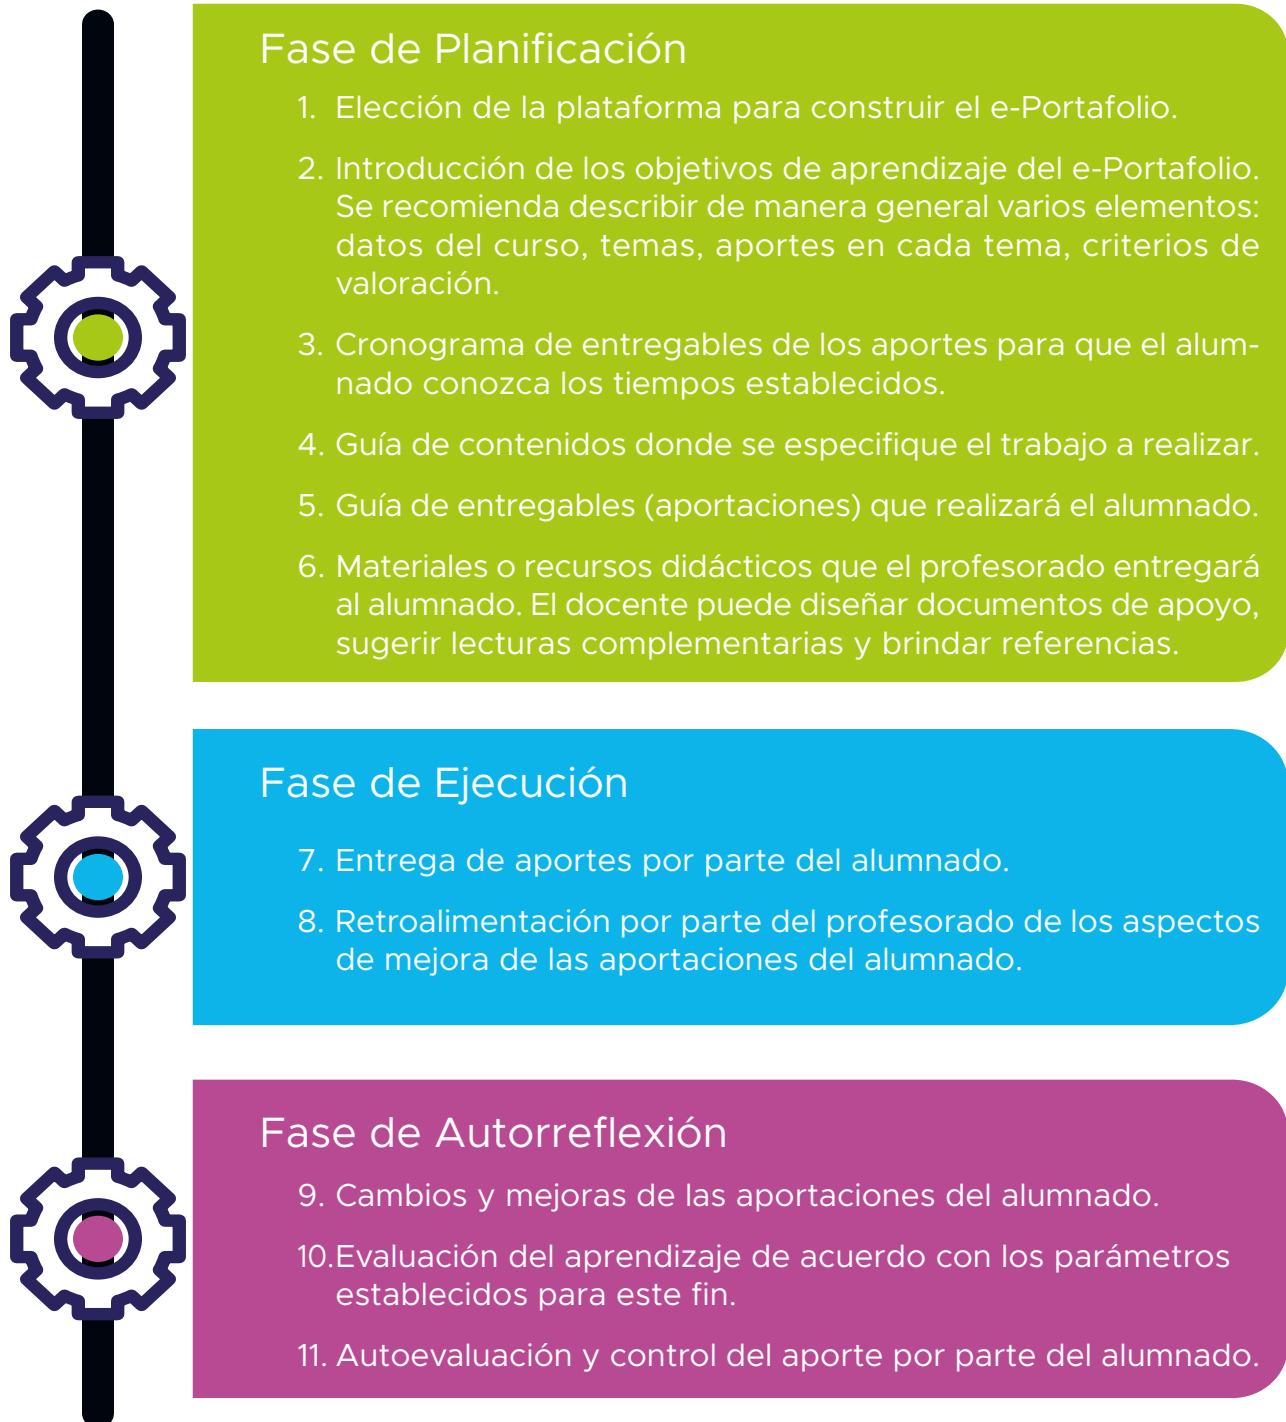 Fase de Planificación
1. Elección de la plataforma para construir el e-Portafolio.
2. Introducción de los objetivos de aprendizaje del e-Portafolio.
Se recomienda describir de manera general varios elementos:
datos del curso, temas, aportes en cada tema, criterios de
valoración.
3. Cronograma de entregables de los aportes para que el alum-
nado conozca los tiempos establecidos.
4. Guía de contenidos donde se especifique el trabajo a realizar.
5. Guía de entregables (aportaciones) que realizará el alumnado.
6. Materiales o recursos didácticos que el profesorado entregará
al alumnado. El docente puede diseñar documentos de apoyo,
sugerir lecturas complementarias y brindar referencias.
Fase de Ejecución
7. Entrega de aportes por parte del alumnado.
8. Retroalimentación por parte del profesorado de los aspectos
de mejora de las aportaciones del alumnado.
Fase de Autorreflexión
9. Cambios y mejoras de las aportaciones del alumnado.
10.Evaluación del aprendizaje de acuerdo con los parámetros
establecidos para este fin.
11. Autoevaluación y control del aporte por parte del alumnado.